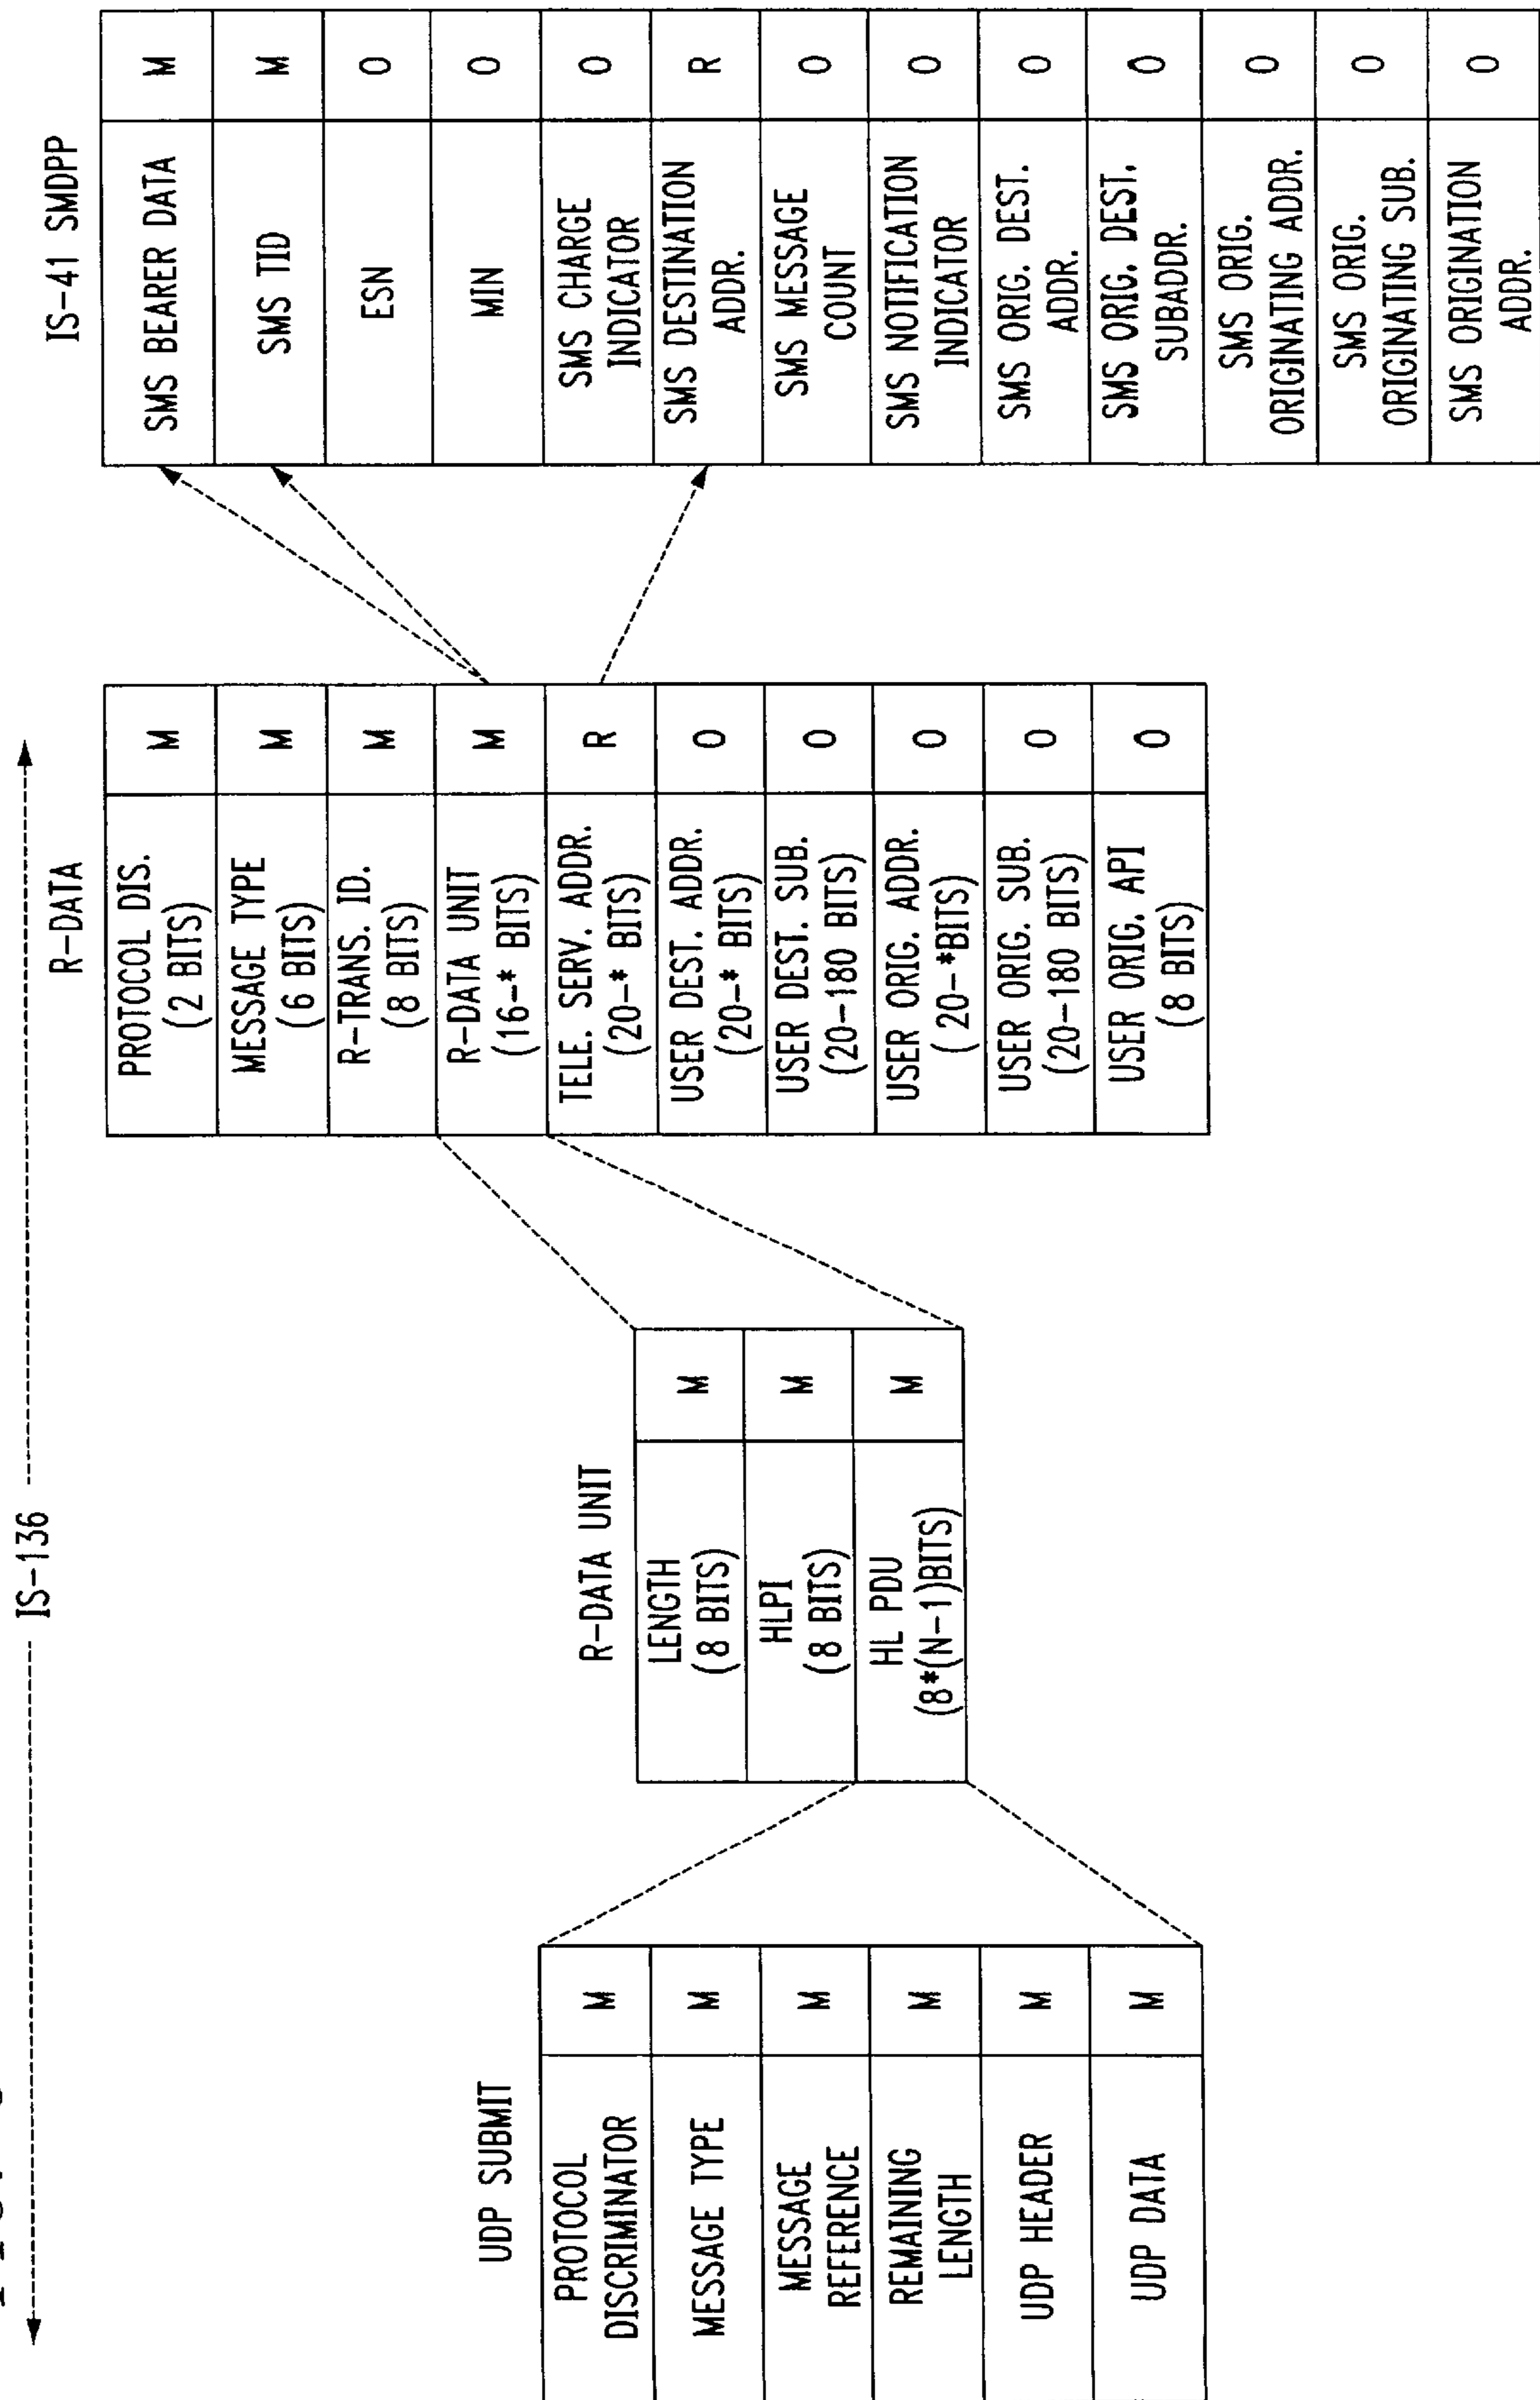 IS-136
UDP SUBMIT
PROTOCOL
DISCRIMINATOR
M
MESSAGE TYPE
M
MESSAGE
REFERENCE
M
REMAINING
LENGTH
M
UDP HEADER
M
UDP DATA
M
R-DATA UNIT
LENGTH
(8 BITS)
M
HLPI
(8 BITS)
M
HL PDU
(8*(N-1)BITS)
M
R-DATA
PROTOCOL DIS.
(2 BITS)
M
MESSAGE TYPE
(6 BITS)
M
R-TRANS. ID.
(8 BITS)
M
R-DATA UNIT
(16-* BITS)
M
TELE. SERV. ADDR.
(20-* BITS)
R
USER DEST. ADDR.
(20-* BITS)
O
USER DEST. SUB.
(20-180 BITS)
O
USER ORIG. ADDR.
(20-*BITS)
O
USER ORIG. SUB.
(20-180 BITS)
O
USER ORIG. API
(8 BITS)
O
IS-41 SMDPP
SMS BEARER DATA
M
SMS TID
M
ESN
O
MIN
O
SMS CHARGE
INDICATOR
O
SMS DESTINATION
ADDR.
R
SMS MESSAGE
COUNT
O
SMS NOTIFICATION
INDICATOR
O
SMS ORIG. DEST.
ADDR.
O
SMS ORIG. DEST.
SUBADDR.
O
SMS ORIG.
ORIGINATING ADDR.
O
SMS ORIG.
ORIGINATING SUB.
O
SMS ORIGINATION
ADDR.
O